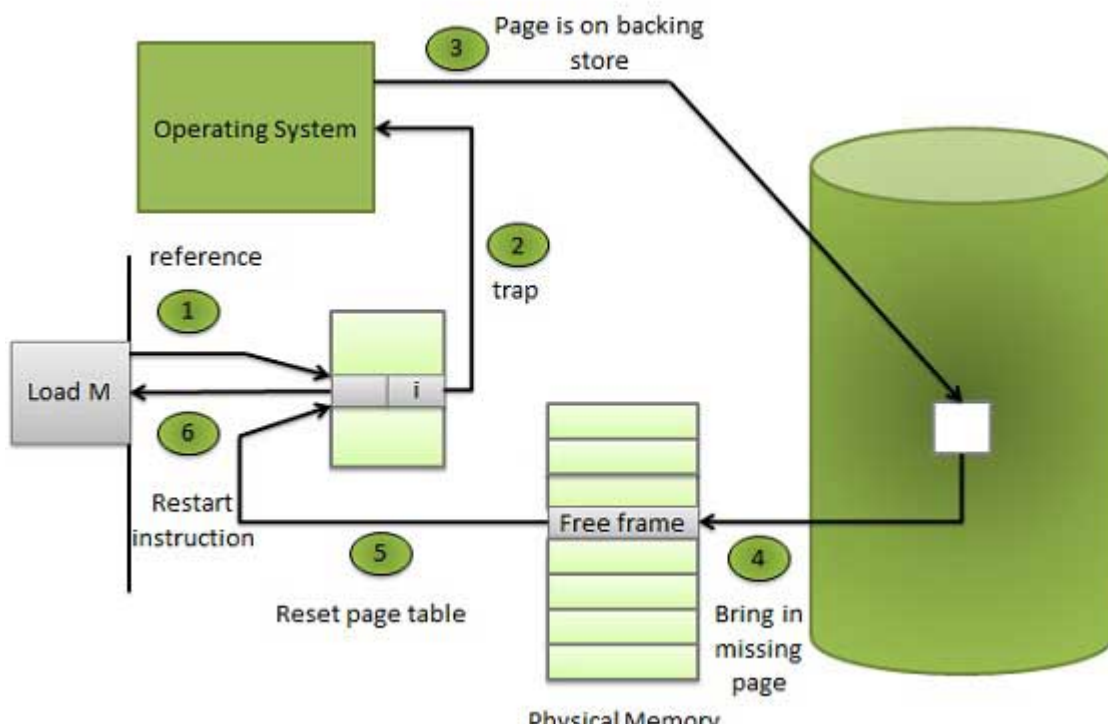 3
Page is on backing
store
Operating System
2
trap
reference
1
Load M
i
6
Restart
instruction
Free frame
5
Reset page table
4
Bring in
missing
page
Physical Memory